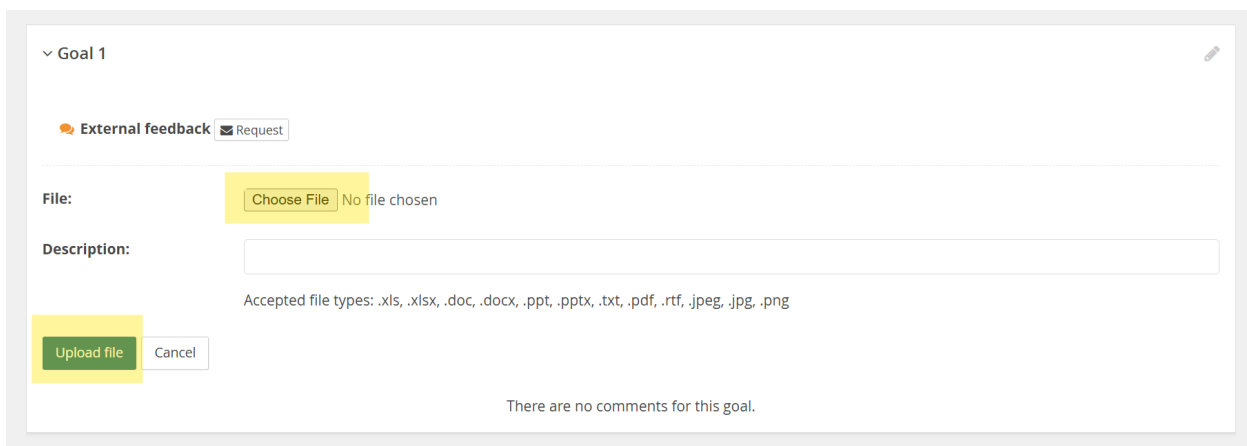 Goal 1
External feedback Request
File: Choose File No file chosen
Description:
Accepted file types: .xls, .xlsx, .doc, .docx, .ppt, .pptx, .txt, .pdf, .rtf, .jpeg, .jpg, .png
Upload file Cancel
There are no comments for this goal.